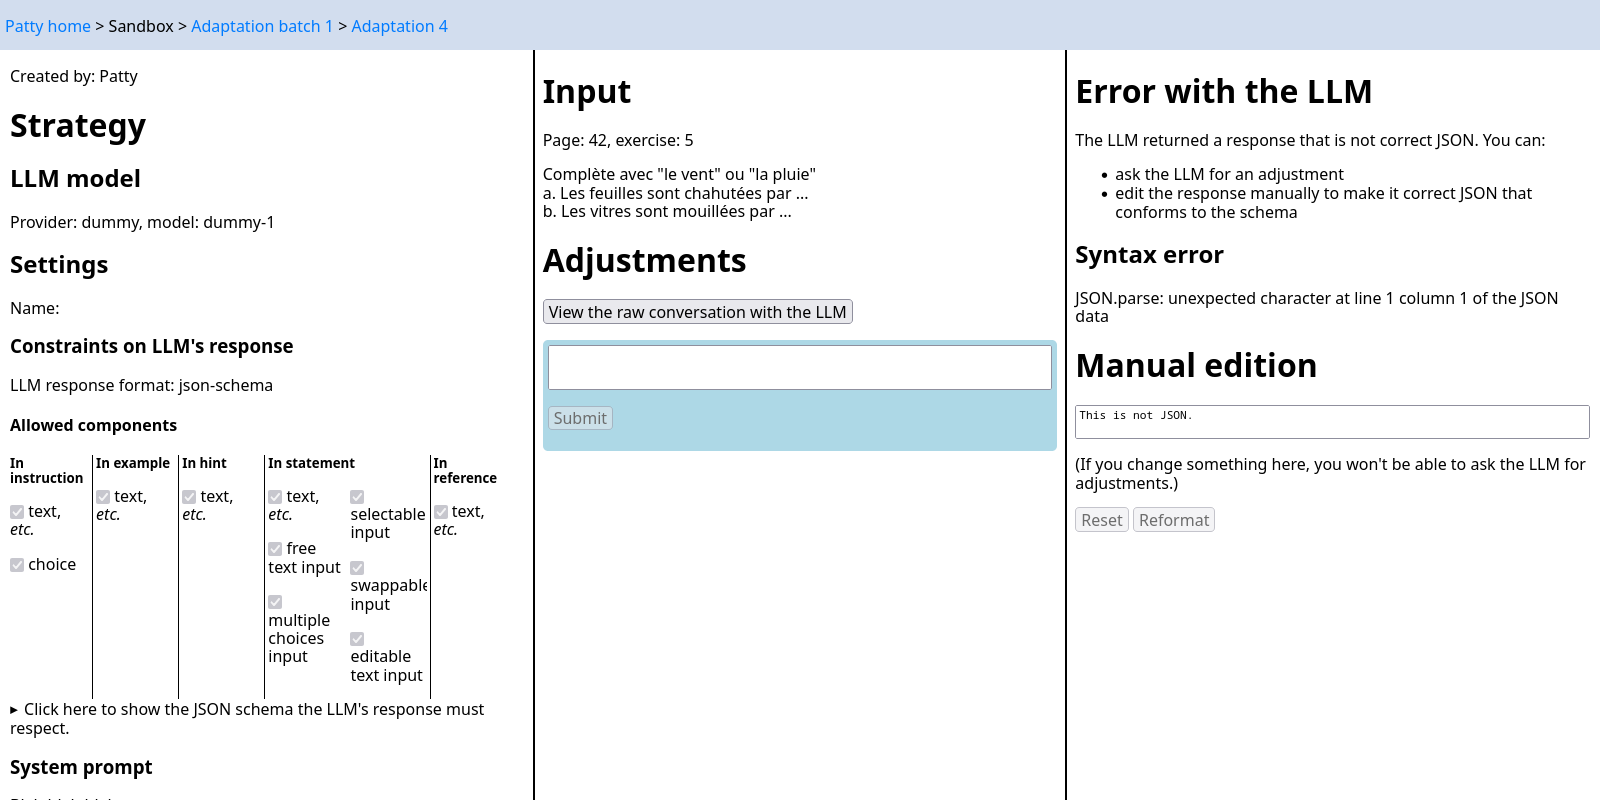 Patty home > Sandbox > Adaptation batch 1 > Adaptation 4
Created by: Patty
Strategy
LLM model
Provider: dummy, model: dummy-1
Settings
Name:
Constraints on LLM's response
LLM response format: json-schema
Allowed components
In
instruction
text,
etc.
choice
In example
text,
etc.
In hint
text,
etc.
In statement
text,
etc.
free
text input
multiple
choices
input
selectable
input
swappable
input
editable
text input
In
reference
text,
etc.
▸ Click here to show the JSON schema the LLM's response must
respect.
System prompt
Input
Page: 42, exercise: 5
Complète avec "le vent" ou "la pluie"
a. Les feuilles sont chahutées par ...
b. Les vitres sont mouillées par ...
Adjustments
View the raw conversation with the LLM
Submit
Error with the LLM
The LLM returned a response that is not correct JSON. You can:
• ask the LLM for an adjustment
• edit the response manually to make it correct JSON that
conforms to the schema
Syntax error
JSON.parse: unexpected character at line 1 column 1 of the JSON
data
Manual edition
This is not JSON.
(If you change something here, you won't be able to ask the LLM for
adjustments.)
Reset Reformat